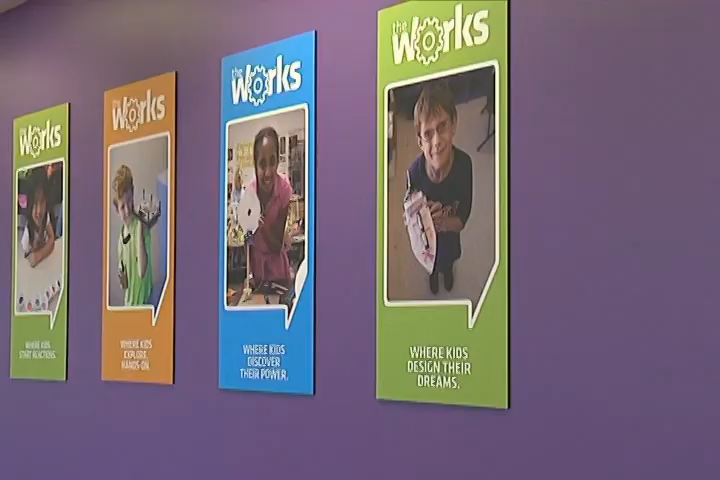 the Works
WHERE KIDS
START REACTIONS.
the Works
WHERE KIDS
EXPLORE,
HANDS-ON.
the Works
WHERE KIDS
DISCOVER
THEIR POWER.
the Works
WHERE KIDS
DESIGN THEIR
DREAMS.